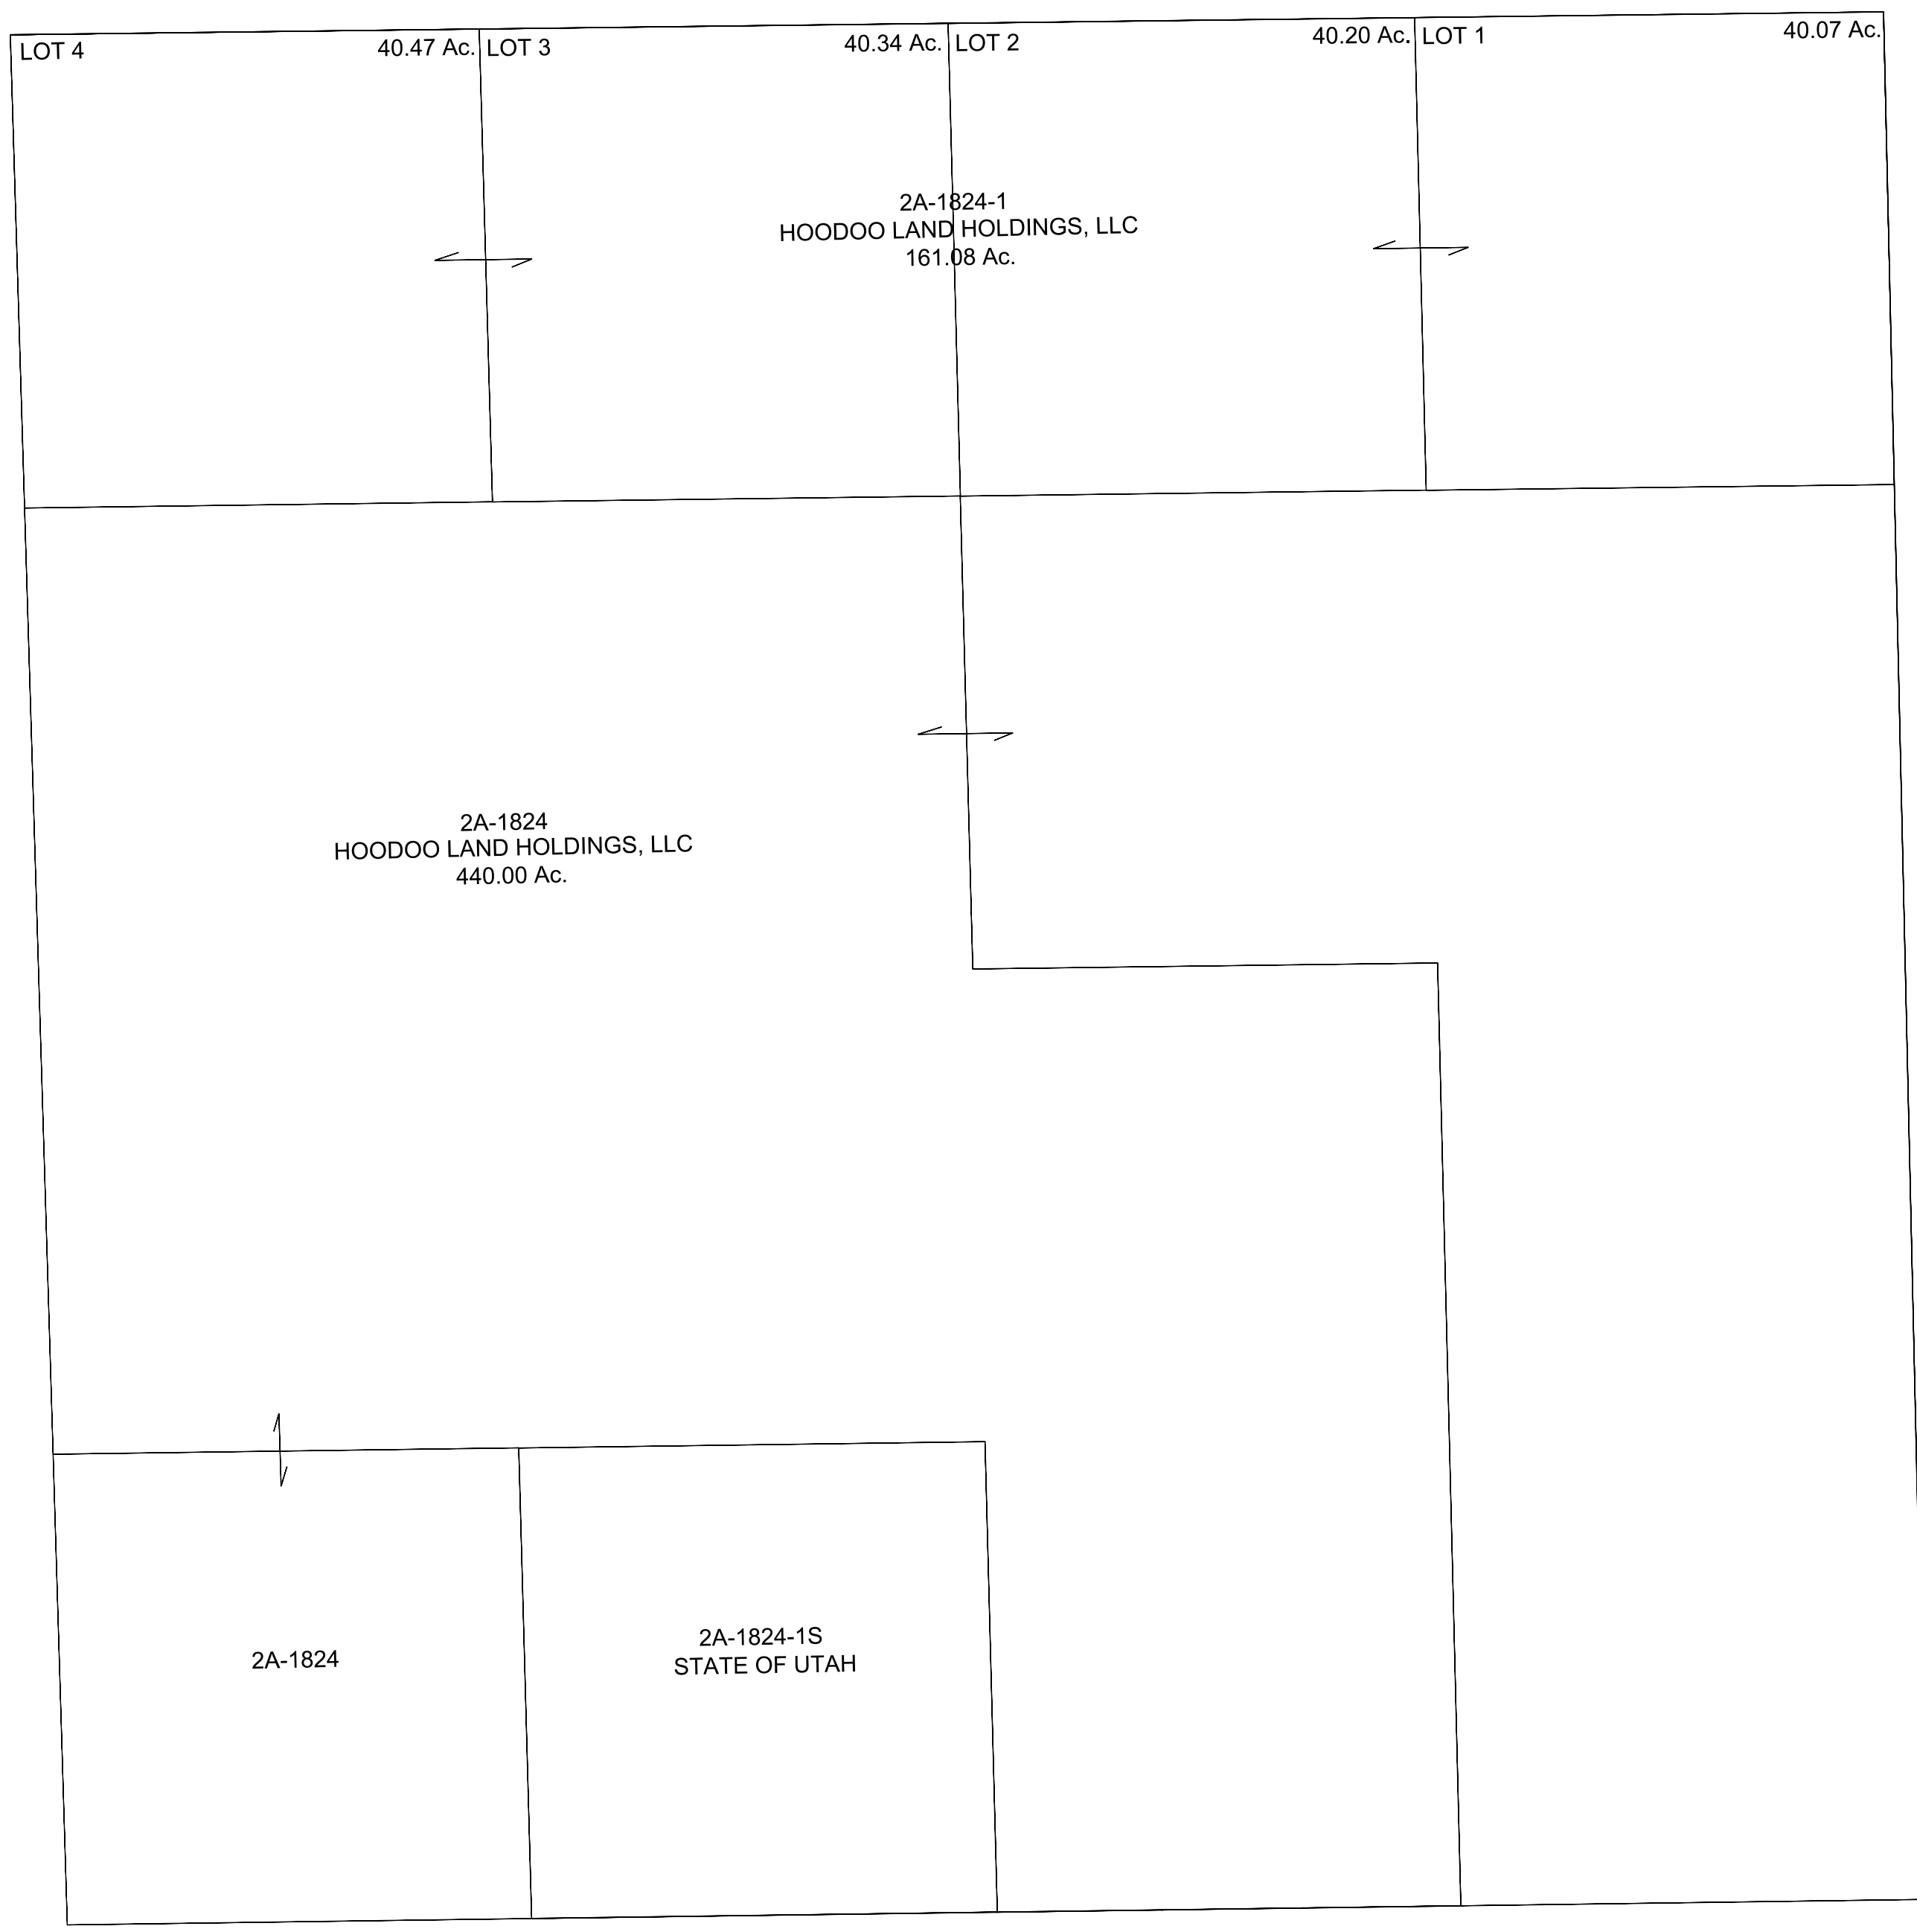 LOT 4
40.47 Ac.
LOT 3
40.34 Ac.
LOT 2
40.20 Ac.
LOT 1
40.07 Ac.
2A-1824-1
HOODOO LAND HOLDINGS, LLC
161.08 Ac.
2A-1824
HOODOO LAND HOLDINGS, LLC
440.00 Ac.
2A-1824
2A-1824-1S
STATE OF UTAH